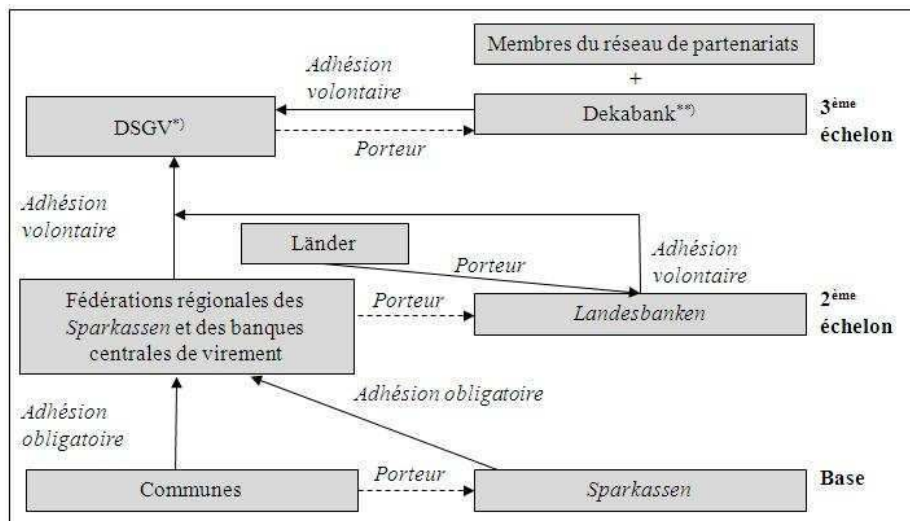 Membres du réseau de partenariats
+
Adhésion
volontaire
DSGV*)
Dekabank**)
3ème
échelon
Porteur
Adhésion
volontaire
Länder
Porteur
Adhésion
volontaire
Fédérations régionales des
Sparkassen et des banques
centrales de virement
Porteur
Landesbanken
2ème
échelon
Adhésion
obligatoire
Adhésion obligatoire
Communes
Porteur
Sparkassen
Base